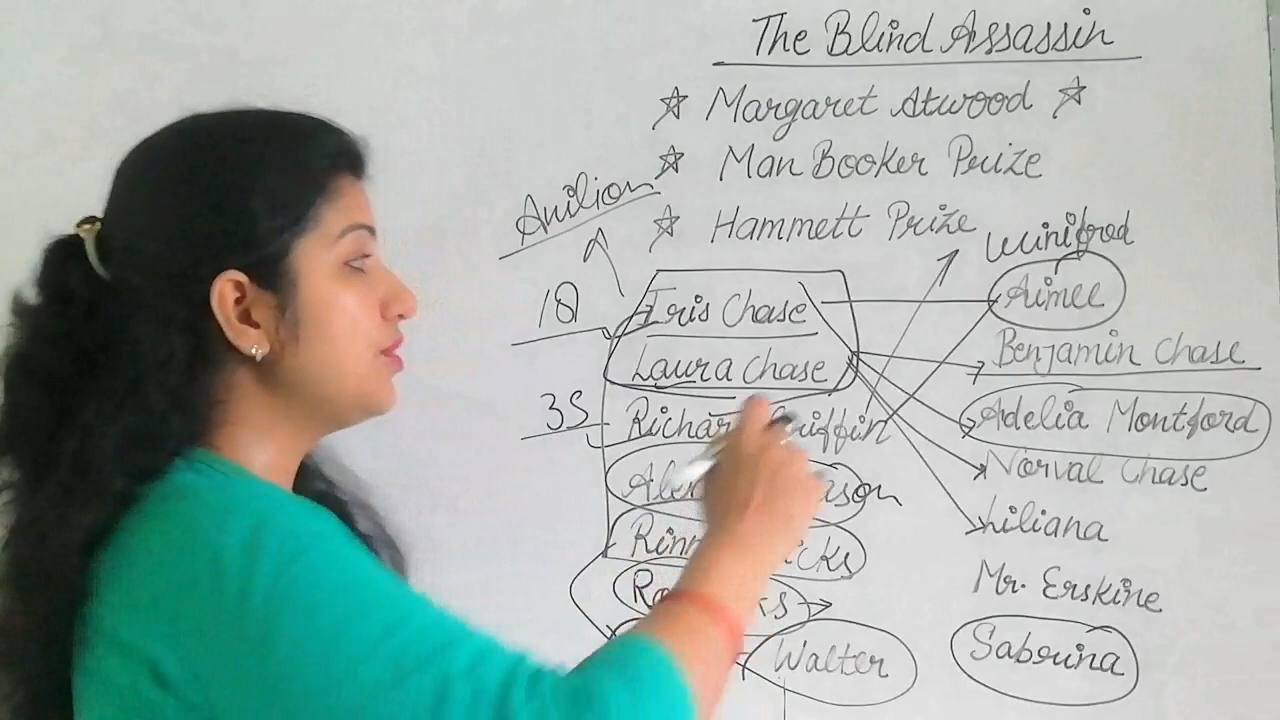 The Blind Assassin
☆ Margaret Atwood ☆
☆ Man Booker Prize
☆ Hammett Prize
Winifred
18
Iris Chase
Aimee
Laura Chase
Benjamin Chase
35
Adelia Montford
Norval Chase
Liliana
Mr. Erskine
Walter
Sabrina